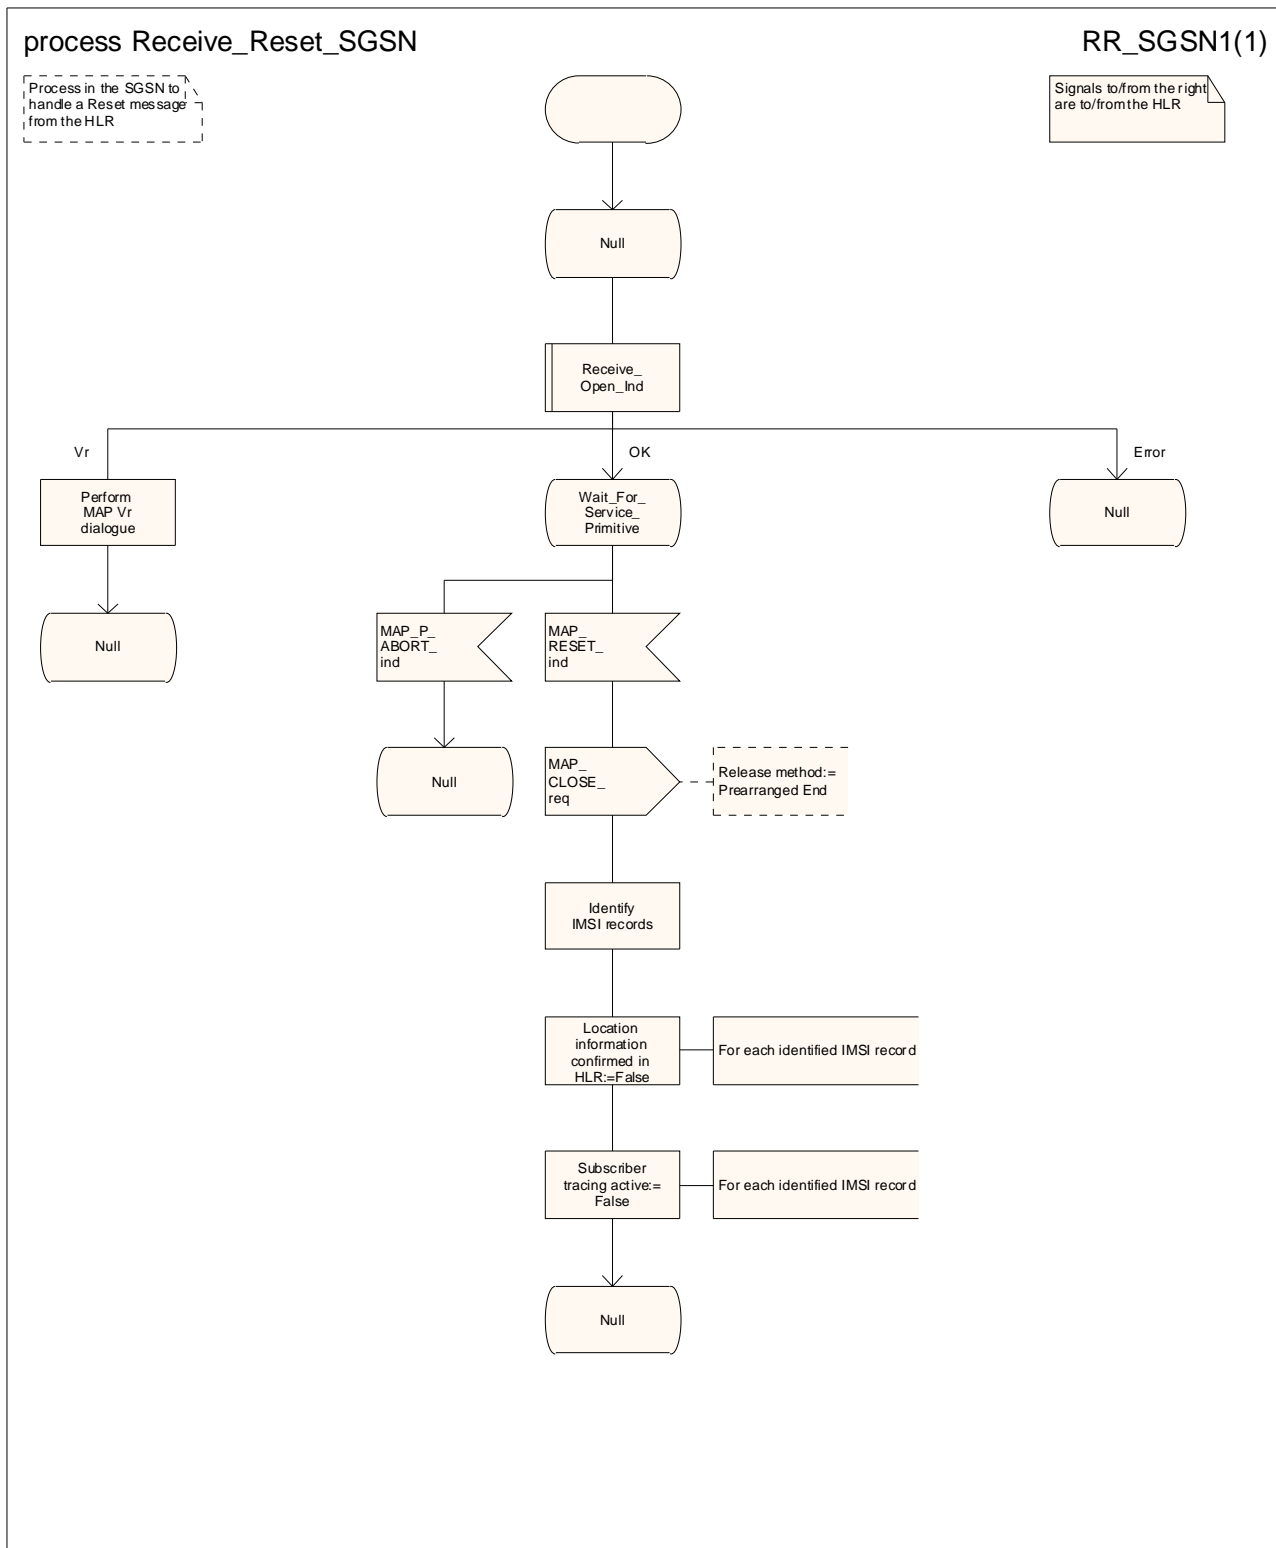 process Receive_Reset_SGSN
RR_SGSN1(1)
Process in the SGSN to
handle a Reset message
from the HLR
Signals to/from the right
are to/from the HLR
Null
Receive_
Open_Ind
Vr
OK
Error
Perform
MAP Vr
dialogue
Wait_For_
Service_
Primitive
Null
Null
MAP_P_
ABORT_
ind
MAP_
RESET_
ind
Null
MAP_
CLOSE_
req
Release method:=
Prearranged End
Identify
IMSI records
Location
information
confirmed in
HLR:=False
For each identified IMSI record
Subscriber
tracing active:=
False
For each identified IMSI record
Null